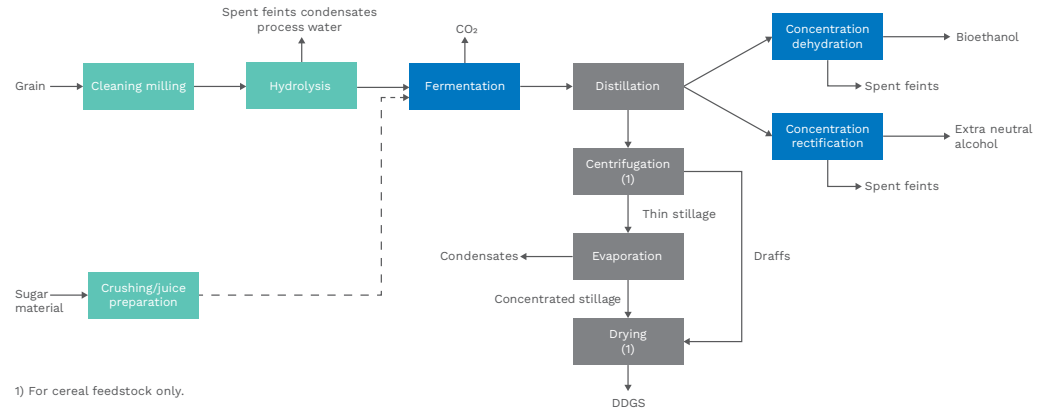 Spent feints condensates
process water
CO₂
Concentration
dehydration
Bioethanol
Grain
Cleaning milling
Hydrolysis
Fermentation
Distillation
Spent feints
Concentration
rectification
Extra neutral
alcohol
Centrifugation
(1)
Spent feints
Thin stillage
Condensates
Evaporation
Draffs
Sugar
material
Crushing/juice
preparation
Concentrated stillage
Drying
(1)
1) For cereal feedstock only.
DDGS